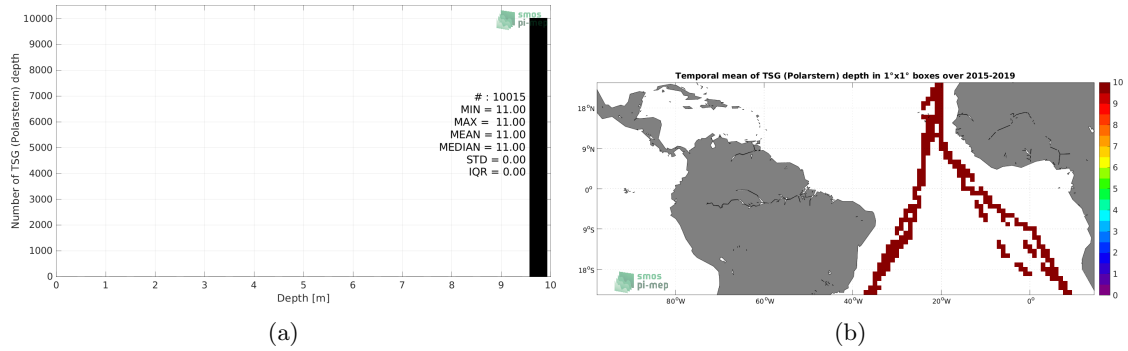 10000
9000
8000
7000
6000
5000
4000
3000
2000
1000
0
Number of TSG (Polarstern) depth
smos
pi-mep
# : 10015
MIN = 11.00
MAX = 11.00
MEAN = 11.00
MEDIAN = 11.00
STD = 0.00
IQR = 0.00
0 1 2 3 4 5 6 7 8 9 10
Depth [m]
(a)
Temporal mean of TSG (Polarstern) depth in 1°x1° boxes over 2015-2019
18°N
9°N
0°
9°S
18°S
smos
pi-mep
80°W 60°W 40°W 20°W 0°
10
9
8
7
6
5
4
3
2
1
0
(b)